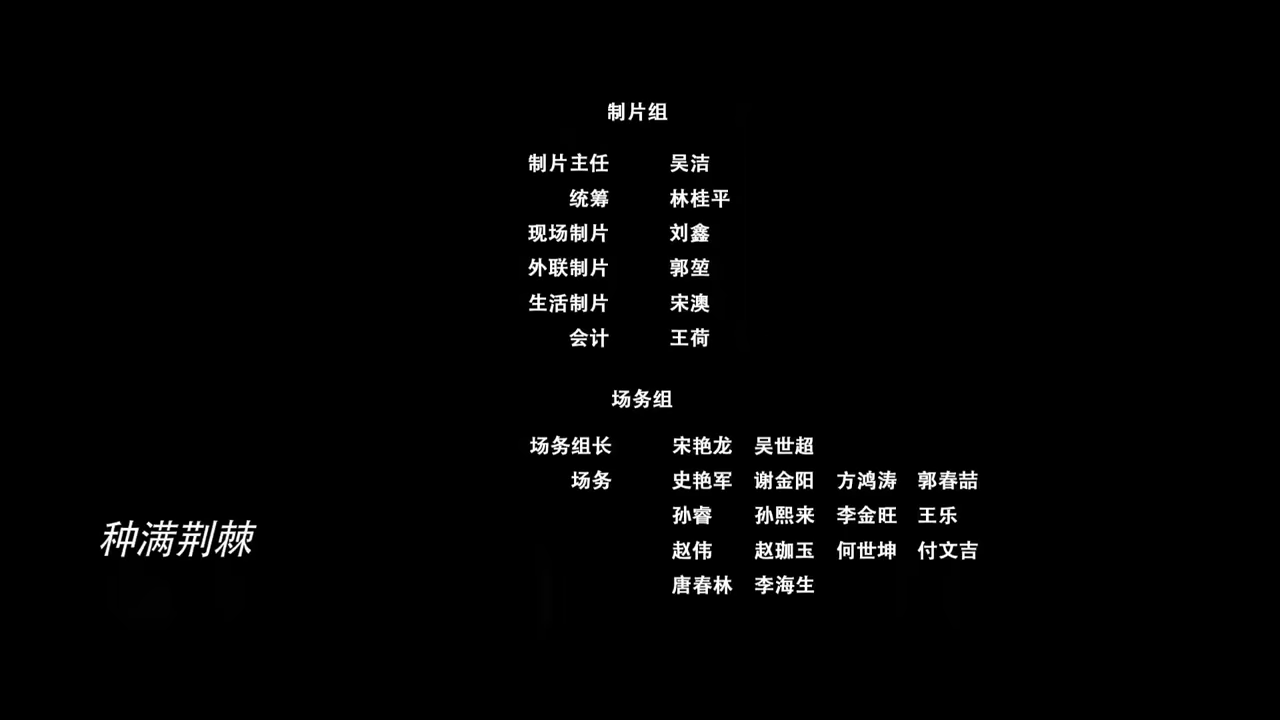 制片组
制片主任 吴洁
统筹 林桂平
现场制片 刘鑫
外联制片 郭堃
生活制片 宋澳
会计 王荷
场务组
场务组长 宋艳龙 吴世超
场务 史艳军 谢金阳 方鸿涛 郭春喆
孙睿 孙熙来 李金旺 王乐
赵伟 赵珈玉 何世坤 付文吉
唐春林 李海生
种满荆棘